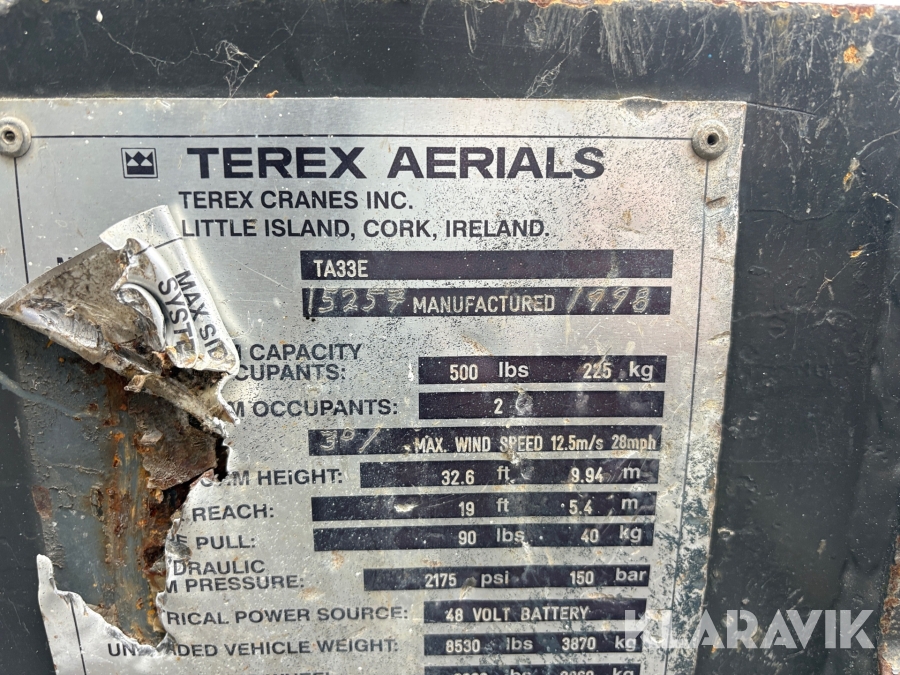 TEREX AERIALS
TEREX CRANES INC.
LITTLE ISLAND, CORK, IRELAND.
TA33E
15257 MANUFACTURED 1998
MAX SI
SYST
CAPACITY
CUPANTS: 500 lbs 225 kg
M OCCUPANTS: 2
3% MAX. WIND SPEED 12.5m/s 28mph
HEIGHT: 32.6 ft 9.94 m
REACH: 19 ft 5.4 m
PULL: 90 lbs 40 kg
DRAULIC
M PRESSURE: 2175 psi 150 bar
RICAL POWER SOURCE: 48 VOLT BATTERY
UN DED VEHICLE WEIGHT: 8530 lbs 3870 kg
KLARAVIK